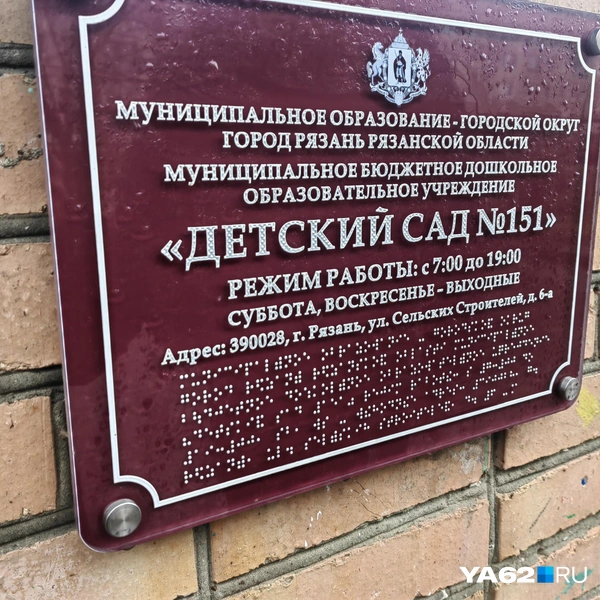 МУНИЦИПАЛЬНОЕ ОБРАЗОВАНИЕ - ГОРОДСКОЙ ОКРУГ
ГОРОД РЯЗАНЬ РЯЗАНСКОЙ ОБЛАСТИ
МУНИЦИПАЛЬНОЕ БЮДЖЕТНОЕ ДОШКОЛЬНОЕ
ОБРАЗОВАТЕЛЬНОЕ УЧРЕЖДЕНИЕ
«ДЕТСКИЙ САД №151»
РЕЖИМ РАБОТЫ: с 7:00 до 19:00
СУББОТА, ВОСКРЕСЕНЬЕ – ВЫХОДНЫЕ
Адрес: 390028, г. Рязань, ул. Сельских Строителей, д. 6-а
YA62 RU